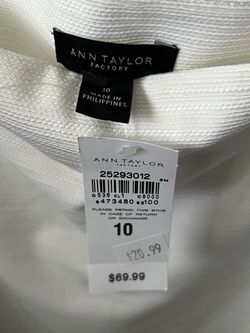 ANN TAYLOR
FACTORY
10
MADE IN
PHILIPPINES
ANN TAYLOR
FACTORY
25293012
PLEASE RETAIN THIS STUB
IN CASE OF RETURN
OR EXCHANGE
10
$20.99
$69.99